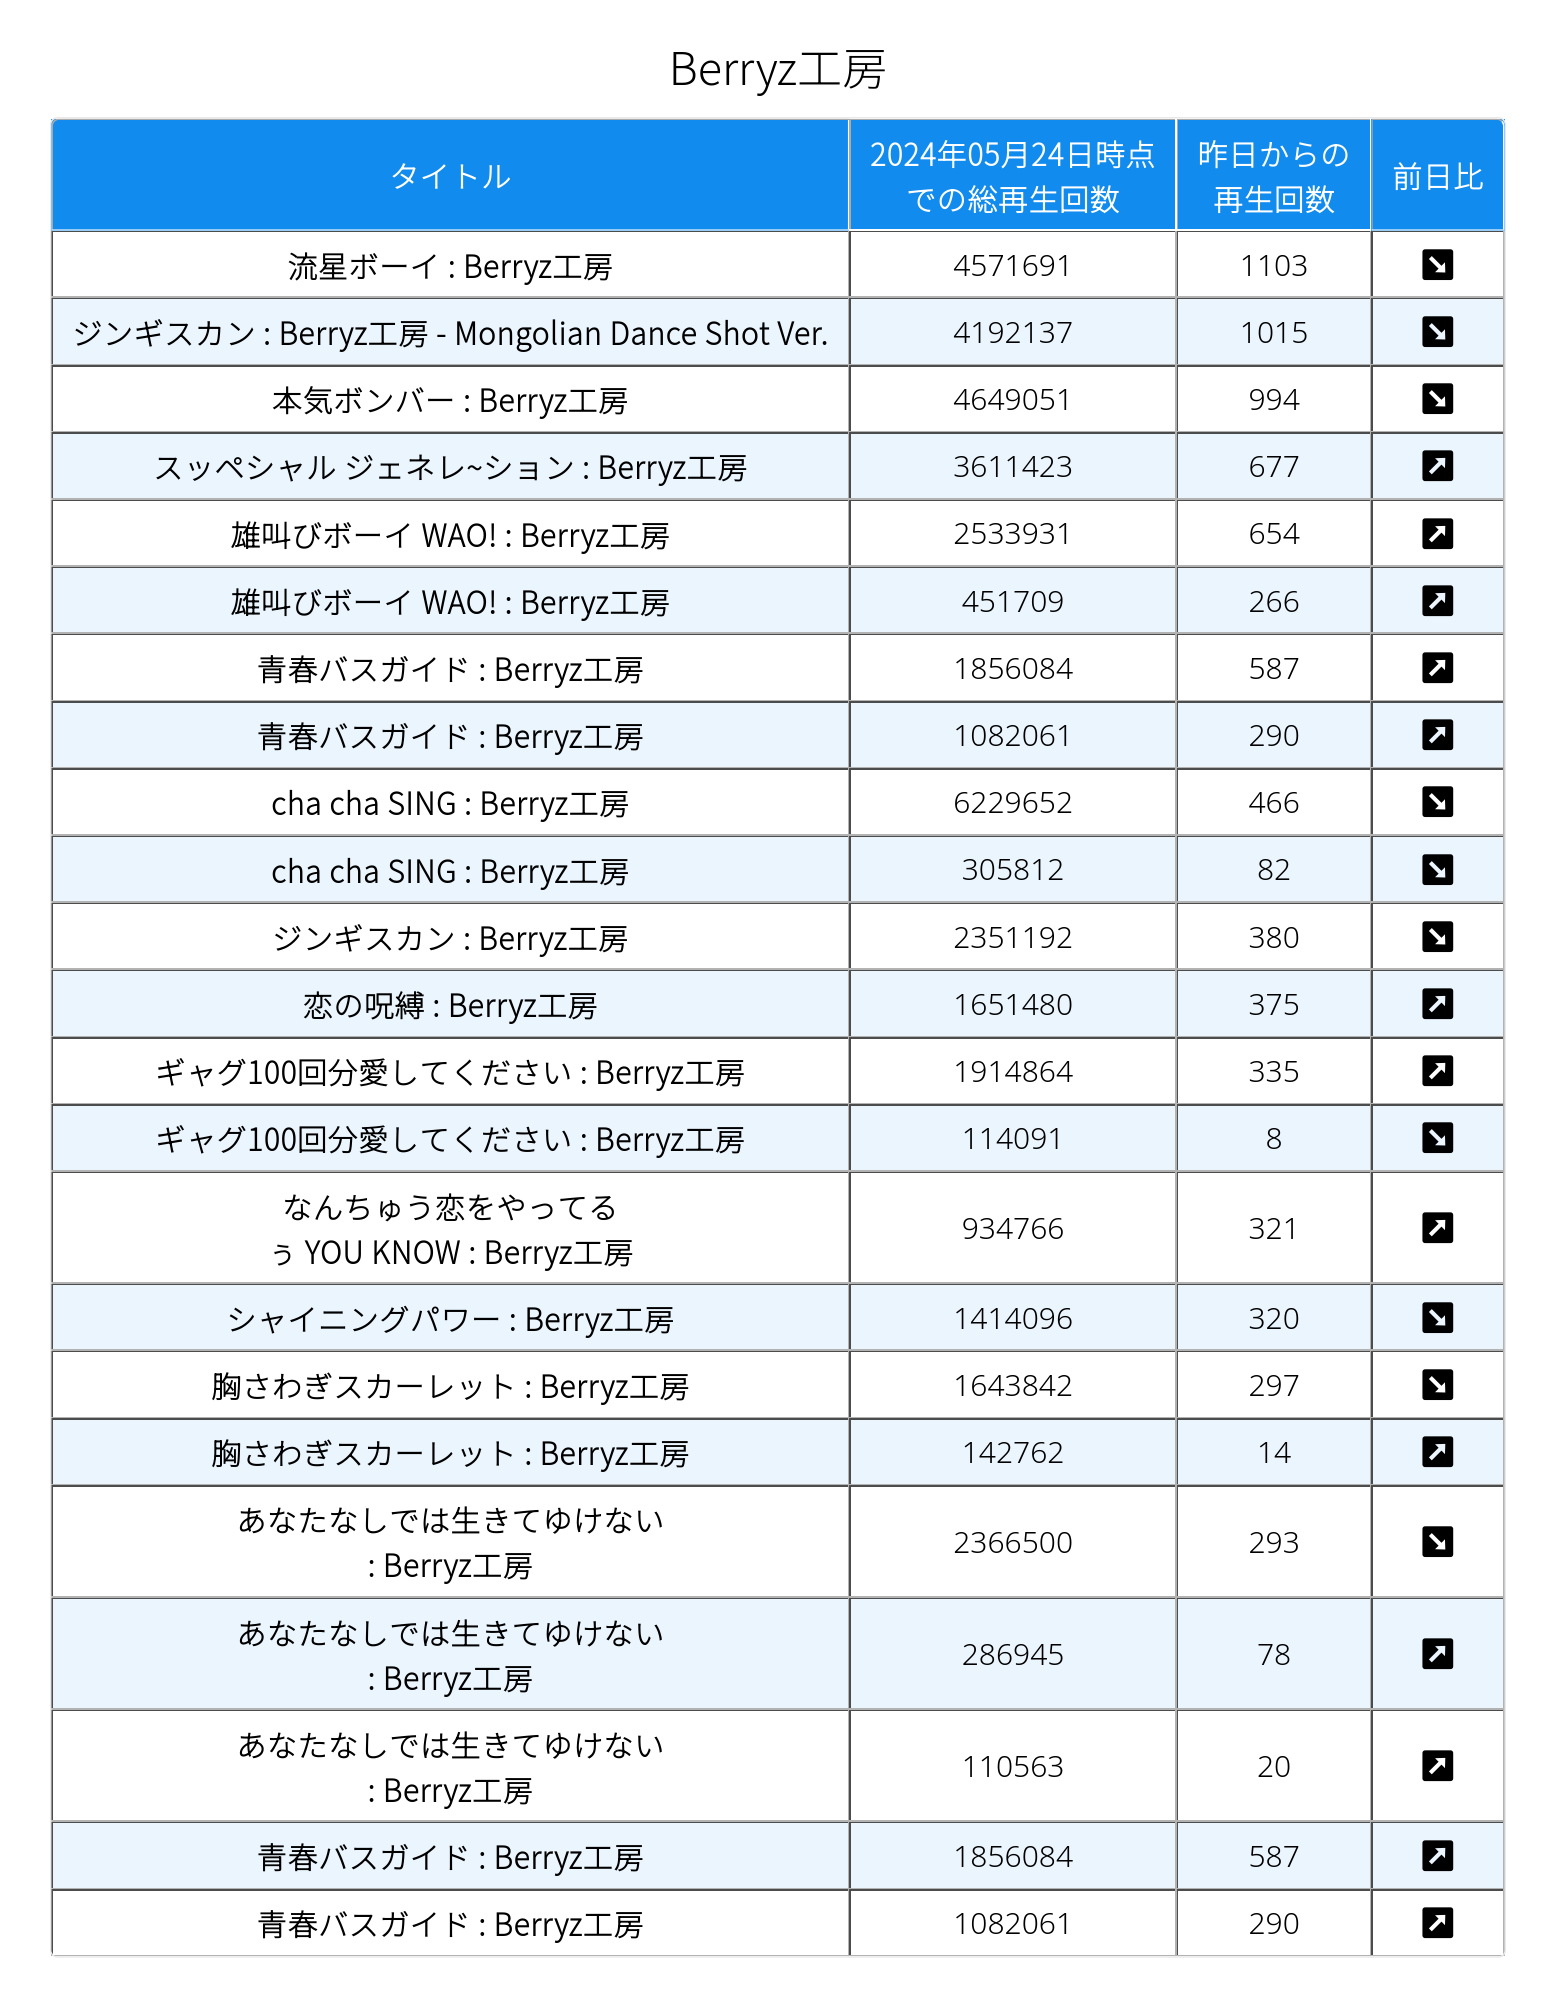 Berryz工房
タイトル
2024年05月24日時点
での総再生回数
昨日からの
再生回数
前日比
流星ボーイ : Berryz工房 4571691 1103
ジンギスカン : Berryz工房 - Mongolian Dance Shot Ver. 4192137 1015
本気ボンバー : Berryz工房 4649051 994
スッペシャル ジェネレ~ション : Berryz工房 3611423 677
雄叫びボーイ WAO! : Berryz工房 2533931 654
雄叫びボーイ WAO! : Berryz工房 451709 266
青春バスガイド : Berryz工房 1856084 587
青春バスガイド : Berryz工房 1082061 290
cha cha SING : Berryz工房 6229652 466
cha cha SING : Berryz工房 305812 82
ジンギスカン : Berryz工房 2351192 380
恋の呪縛 : Berryz工房 1651480 375
ギャグ100回分愛してください : Berryz工房 1914864 335
ギャグ100回分愛してください : Berryz工房 114091 8
なんちゅう恋をやってる
ぅ YOU KNOW : Berryz工房 934766 321
シャイニングパワー : Berryz工房 1414096 320
胸さわぎスカーレット : Berryz工房 1643842 297
胸さわぎスカーレット : Berryz工房 142762 14
あなたなしでは生きてゆけない
: Berryz工房 2366500 293
あなたなしでは生きてゆけない
: Berryz工房 286945 78
あなたなしでは生きてゆけない
: Berryz工房 110563 20
青春バスガイド : Berryz工房 1856084 587
青春バスガイド : Berryz工房 1082061 290